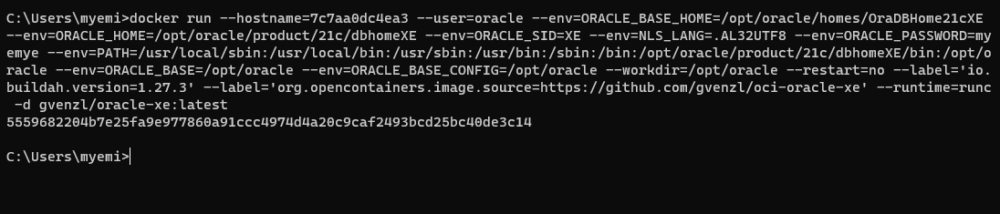 C:\Users\myemi>docker run --hostname=7c7aa0dc4ea3 --user=oracle --env=ORACLE_BASE_HOME=/opt/oracle/homes/OraDBHome21cXE
--env=ORACLE_HOME=/opt/oracle/product/21c/dbhomeXE --env=ORACLE_SID=XE --env=NLS_LANG=.AL32UTF8 --env=ORACLE_PASSWORD=my
emye --env=PATH=/usr/local/sbin:/usr/local/bin:/usr/sbin:/usr/bin:/sbin:/bin:/opt/oracle/product/21c/dbhomeXE/bin:/opt/o
racle --env=ORACLE_BASE=/opt/oracle --env=ORACLE_BASE_CONFIG=/opt/oracle --workdir=/opt/oracle --restart=no --label='io.
buildah.version=1.27.3' --label='org.opencontainers.image.source=https://github.com/gvenzl/oci-oracle-xe' --runtime=runc
-d gvenzl/oracle-xe:latest
5559682204b7e25fa9e977860a91ccc4974d4a20c9caf2493bcd25bc40de3c14
C:\Users\myemi>